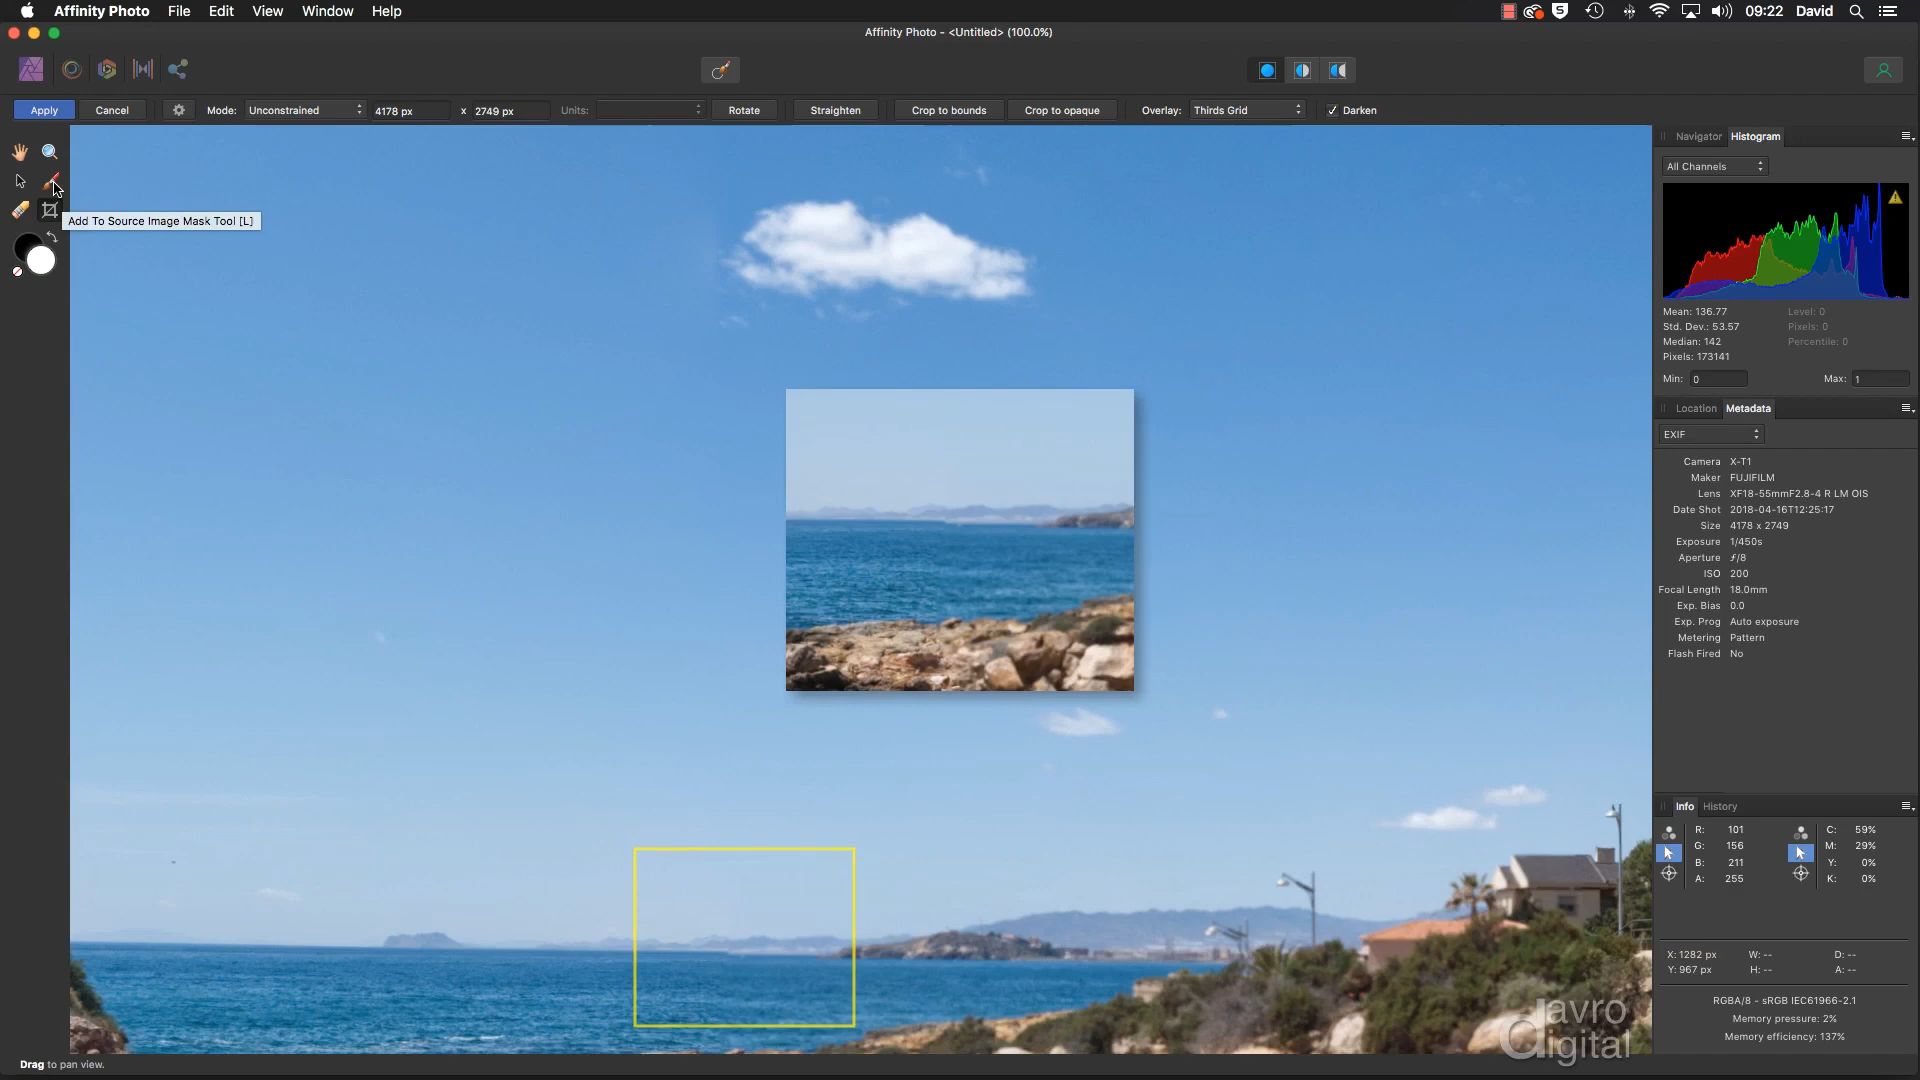 Affinity Photo File Edit View Window Help 09:22 David
Affinity Photo - <Untitled> (100.0%)
Apply Cancel Mode: Unconstrained 4178 px x 2749 px Units: Rotate Straighten Crop to bounds Crop to opaque Overlay: Thirds Grid Darken
Add To Source Image Mask Tool [L]
Navigator Histogram
All Channels
Mean: 136.77 Level: 0
Std. Dev.: 53.57 Pixels: 0
Median: 142 Percentile: 0
Pixels: 173141
Min: 0 Max: 1
Location Metadata
EXIF
Camera X-T1
Maker FUJIFILM
Lens XF18-55mmF2.8-4 R LM OIS
Date Shot 2018-04-16T12:25:17
Size 4178 x 2749
Exposure 1/450s
Aperture ƒ/8
ISO 200
Focal Length 18.0mm
Exp. Bias 0.0
Exp. Prog Auto exposure
Metering Pattern
Flash Fired No
Info History
R: 101 C: 59%
G: 156 M: 29%
B: 211 Y: 0%
A: 255 K: 0%
X: 1282 px W: -- D: --
Y: 967 px H: -- A: --
RGBA/8 - sRGB IEC61966-2.1
Memory pressure: 2%
Memory efficiency: 137%
davro
digital
Drag to pan view.